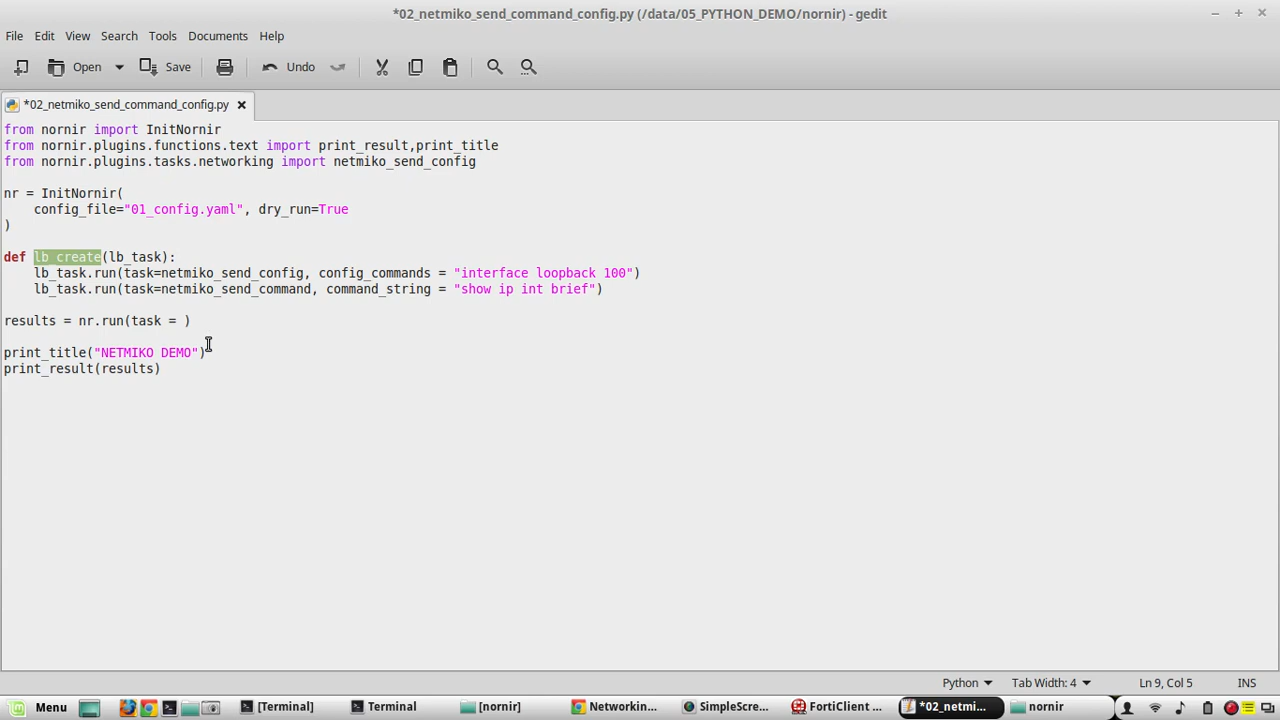 *02_netmiko_send_command_config.py (/data/05_PYTHON_DEMO/nornir) - gedit
File Edit View Search Tools Documents Help
Open Save Undo
*02_netmiko_send_command_config.py
from nornir import InitNornir
from nornir.plugins.functions.text import print_result,print_title
from nornir.plugins.tasks.networking import netmiko_send_config
nr = InitNornir(
    config_file="01_config.yaml", dry_run=True
)
def lb_create(lb_task):
    lb_task.run(task=netmiko_send_config, config_commands = "interface loopback 100")
    lb_task.run(task=netmiko_send_command, command_string = "show ip int brief")
results = nr.run(task = )
print_title("NETMIKO DEMO")
print_result(results)
Python Tab Width: 4 Ln 9, Col 5 INS
Menu [Terminal] Terminal [nornir] Networkin... SimpleScre... FortiClient ... *02_netmi... nornir